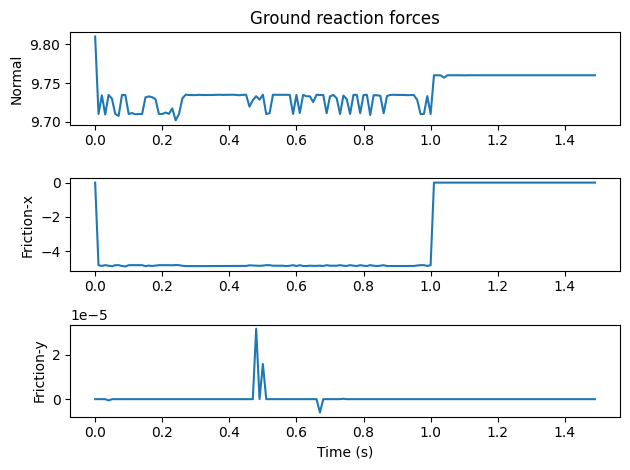 Ground reaction forces
Normal
9.80
9.75
9.70
0.0 0.2 0.4 0.6 0.8 1.0 1.2 1.4
Friction-x
0
−2
−4
0.0 0.2 0.4 0.6 0.8 1.0 1.2 1.4
1e−5
Friction-y
2
0
0.0 0.2 0.4 0.6 0.8 1.0 1.2 1.4
Time (s)